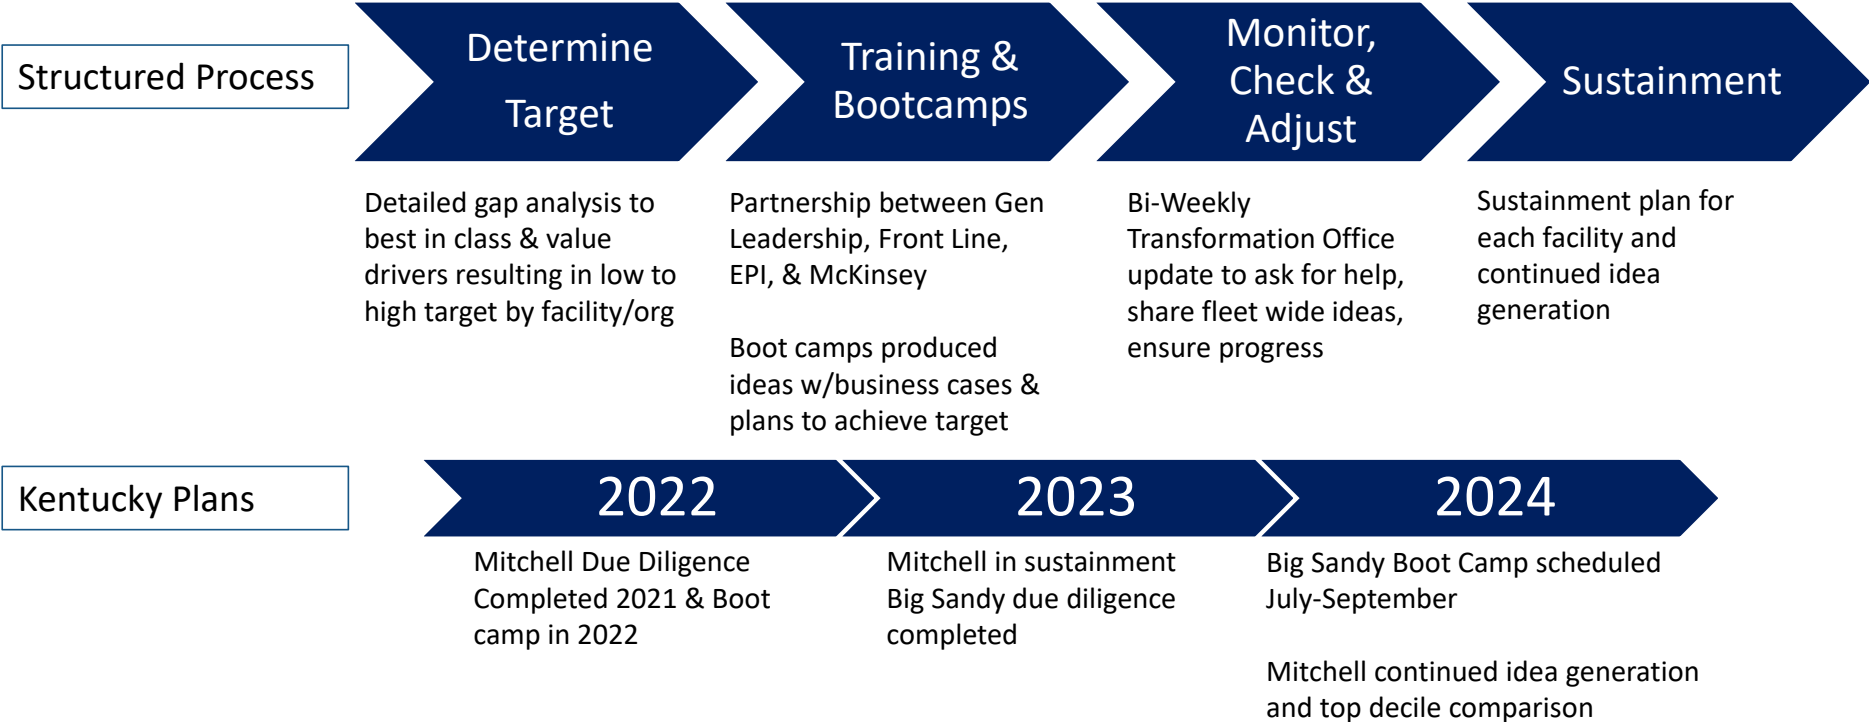 Structured Process
Determine
Target
Training &
Bootcamps
Monitor,
Check &
Adjust
Sustainment
Detailed gap analysis to
best in class & value
drivers resulting in low to
high target by facility/org
Partnership between Gen
Leadership, Front Line,
EPI, & McKinsey
Boot camps produced
ideas w/business cases &
plans to achieve target
Bi-Weekly
Transformation Office
update to ask for help,
share fleet wide ideas,
ensure progress
Sustainment plan for
each facility and
continued idea
generation
Kentucky Plans
2022
2023
2024
Mitchell Due Diligence
Completed 2021 & Boot
camp in 2022
Mitchell in sustainment
Big Sandy due diligence
completed
Big Sandy Boot Camp scheduled
July-September
Mitchell continued idea generation
and top decile comparison